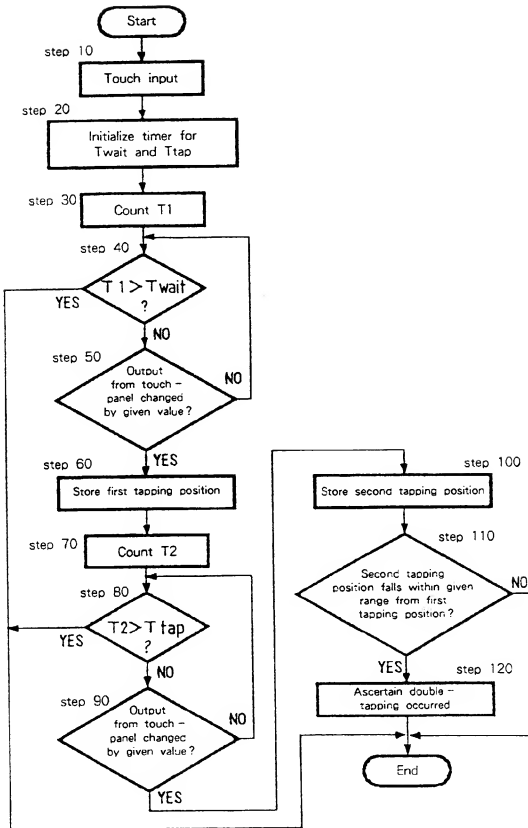 Start
step 10
Touch input
step 20
Initialize timer for
Twait and Ttap
step 30
Count T1
step 40
T1>Twait
?
YES
NO
step 50
Output
from touch-
panel changed
by given value?
NO
YES
step 60
Store first tapping position
step 70
Count T2
step 80
T2>Ttap
?
YES
NO
step 90
Output
from touch-
panel changed
by given value?
NO
YES
step 100
Store second tapping position
step 110
Second tapping
position falls within given
range from first
tapping position?
NO
YES
step 120
Ascertain double-
tapping occurred
End